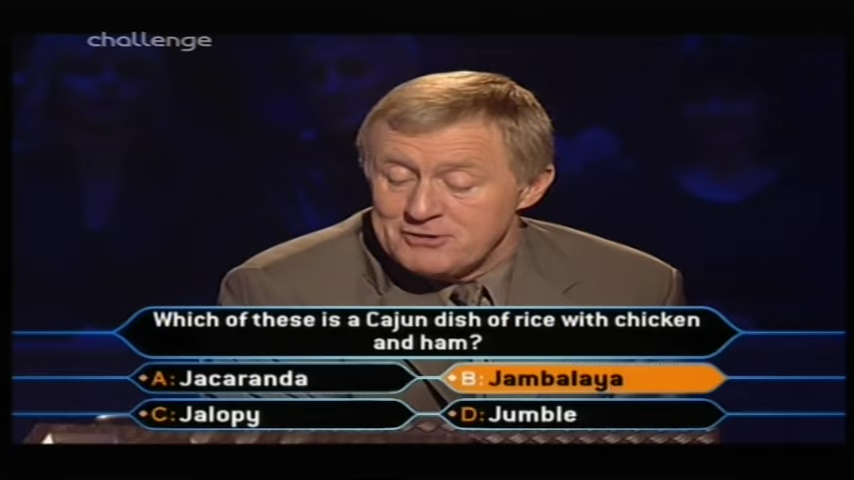 challenge
Which of these is a Cajun dish of rice with chicken
and ham?
A: Jacaranda
B: Jambalaya
C: Jalopy
D: Jumble